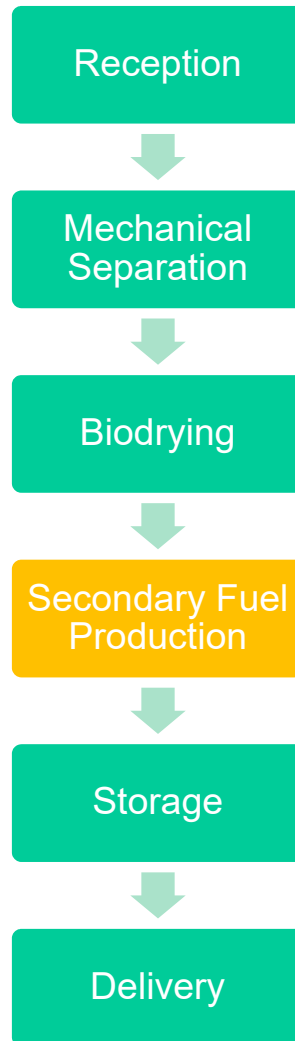 Reception
Mechanical
Separation
Biodrying
Secondary Fuel
Production
Storage
Delivery